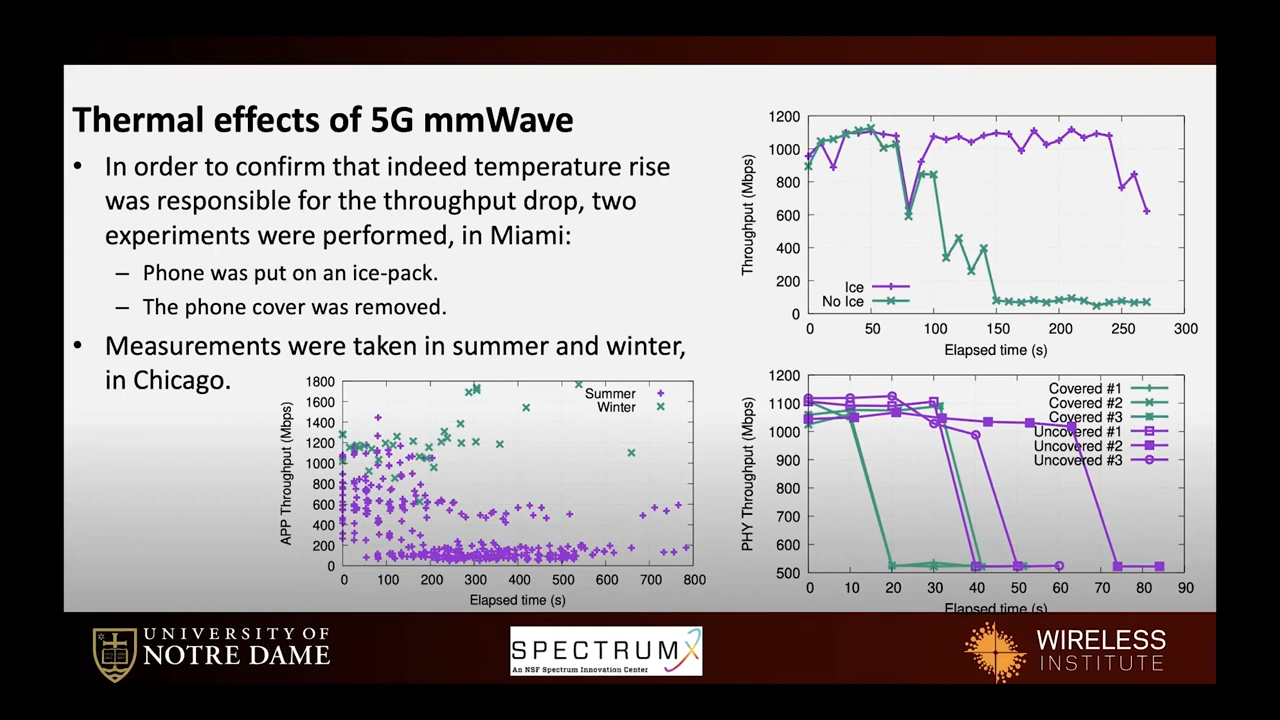 Thermal effects of 5G mmWave
• In order to confirm that indeed temperature rise
was responsible for the throughput drop, two
experiments were performed, in Miami:
– Phone was put on an ice-pack.
– The phone cover was removed.
• Measurements were taken in summer and winter,
in Chicago.
APP Throughput (Mbps)
1800
1600
1400
1200
1000
800
600
400
200
0
Summer
Winter
0 100 200 300 400 500 600 700 800
Elapsed time (s)
Throughput (Mbps)
1200
1000
800
600
400
200
0
Ice
No Ice
0 50 100 150 200 250 300
Elapsed time (s)
PHY Throughput (Mbps)
1200
1100
1000
900
800
700
600
500
Covered #1
Covered #2
Covered #3
Uncovered #1
Uncovered #2
Uncovered #3
0 10 20 30 40 50 60 70 80 90
Elapsed time (s)
UNIVERSITY OF
NOTRE DAME
SPECTRUMX
An NSF Spectrum Innovation Center
WIRELESS
INSTITUTE